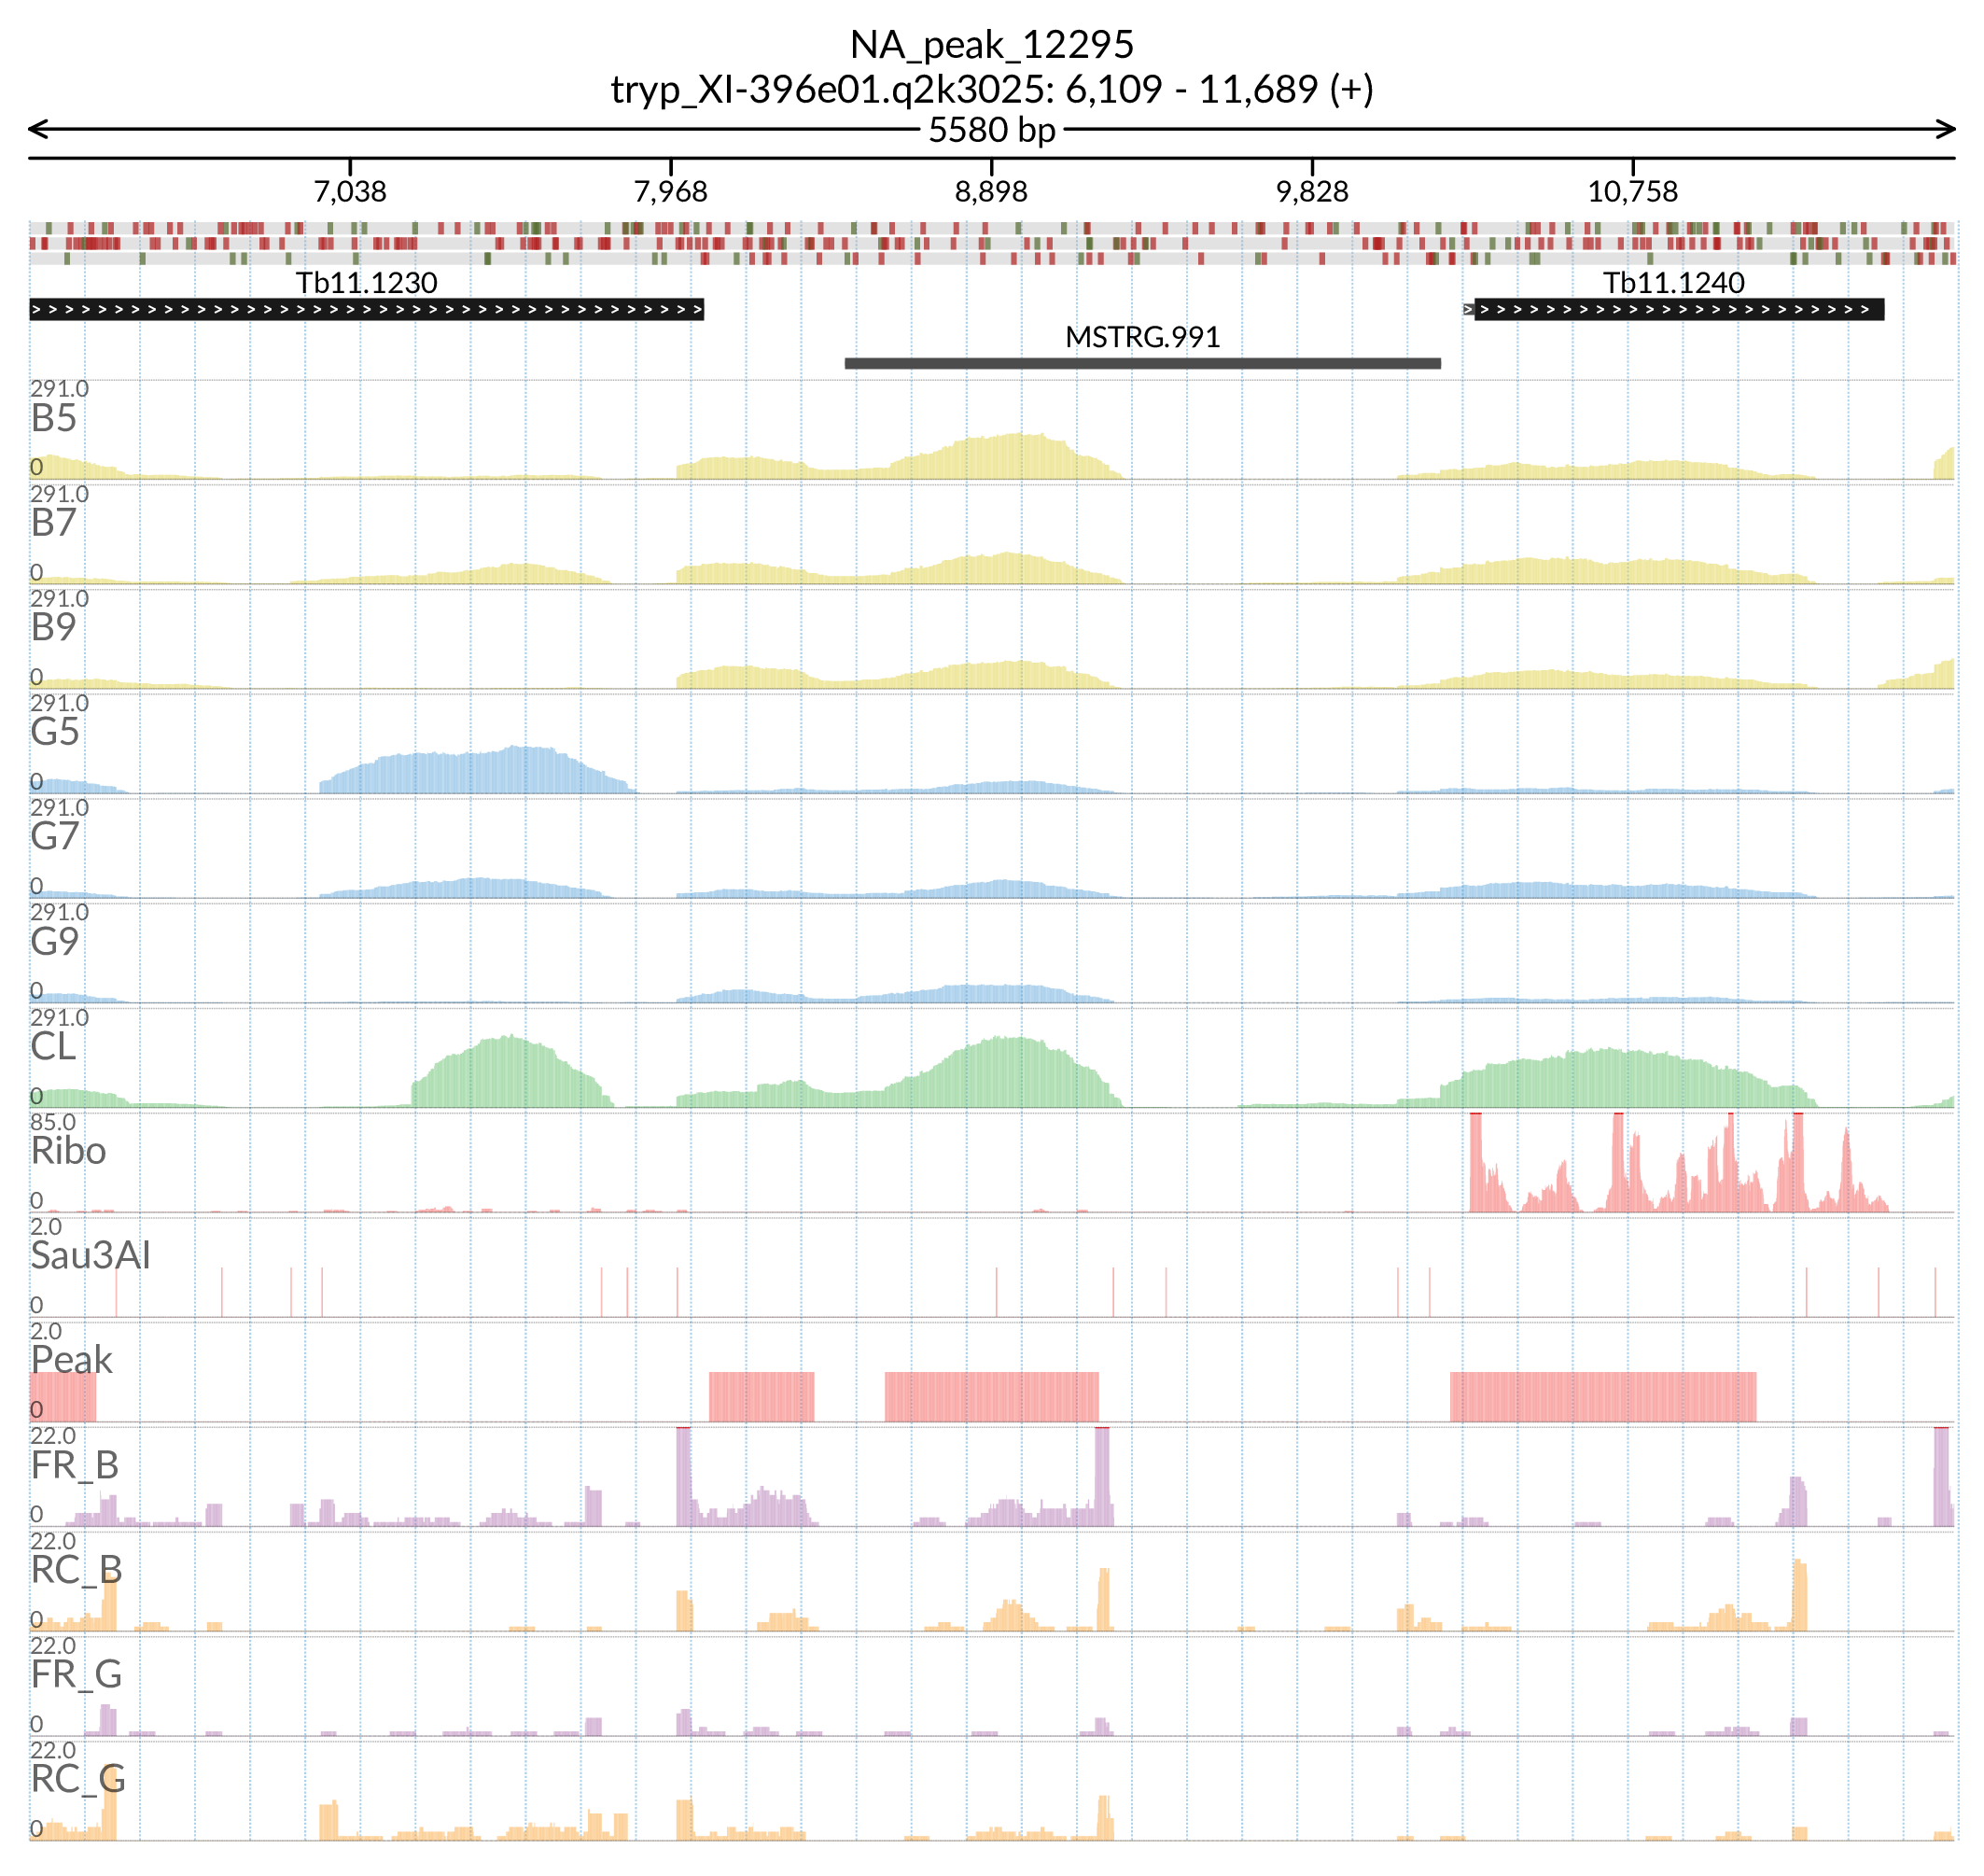 NA_peak_12295
tryp_XI-396e01.q2k3025: 6,109 - 11,689 (+)
5580 bp
7,038 7,968 8,898 9,828 10,758
Tb11.1230 Tb11.1240
MSTRG.991
291.0
B5
0
291.0
B7
0
291.0
B9
0
291.0
G5
0
291.0
G7
0
291.0
G9
0
291.0
CL
0
85.0
Ribo
0
2.0
Sau3AI
0
2.0
Peak
0
22.0
FR_B
0
22.0
RC_B
0
22.0
FR_G
0
22.0
RC_G
0